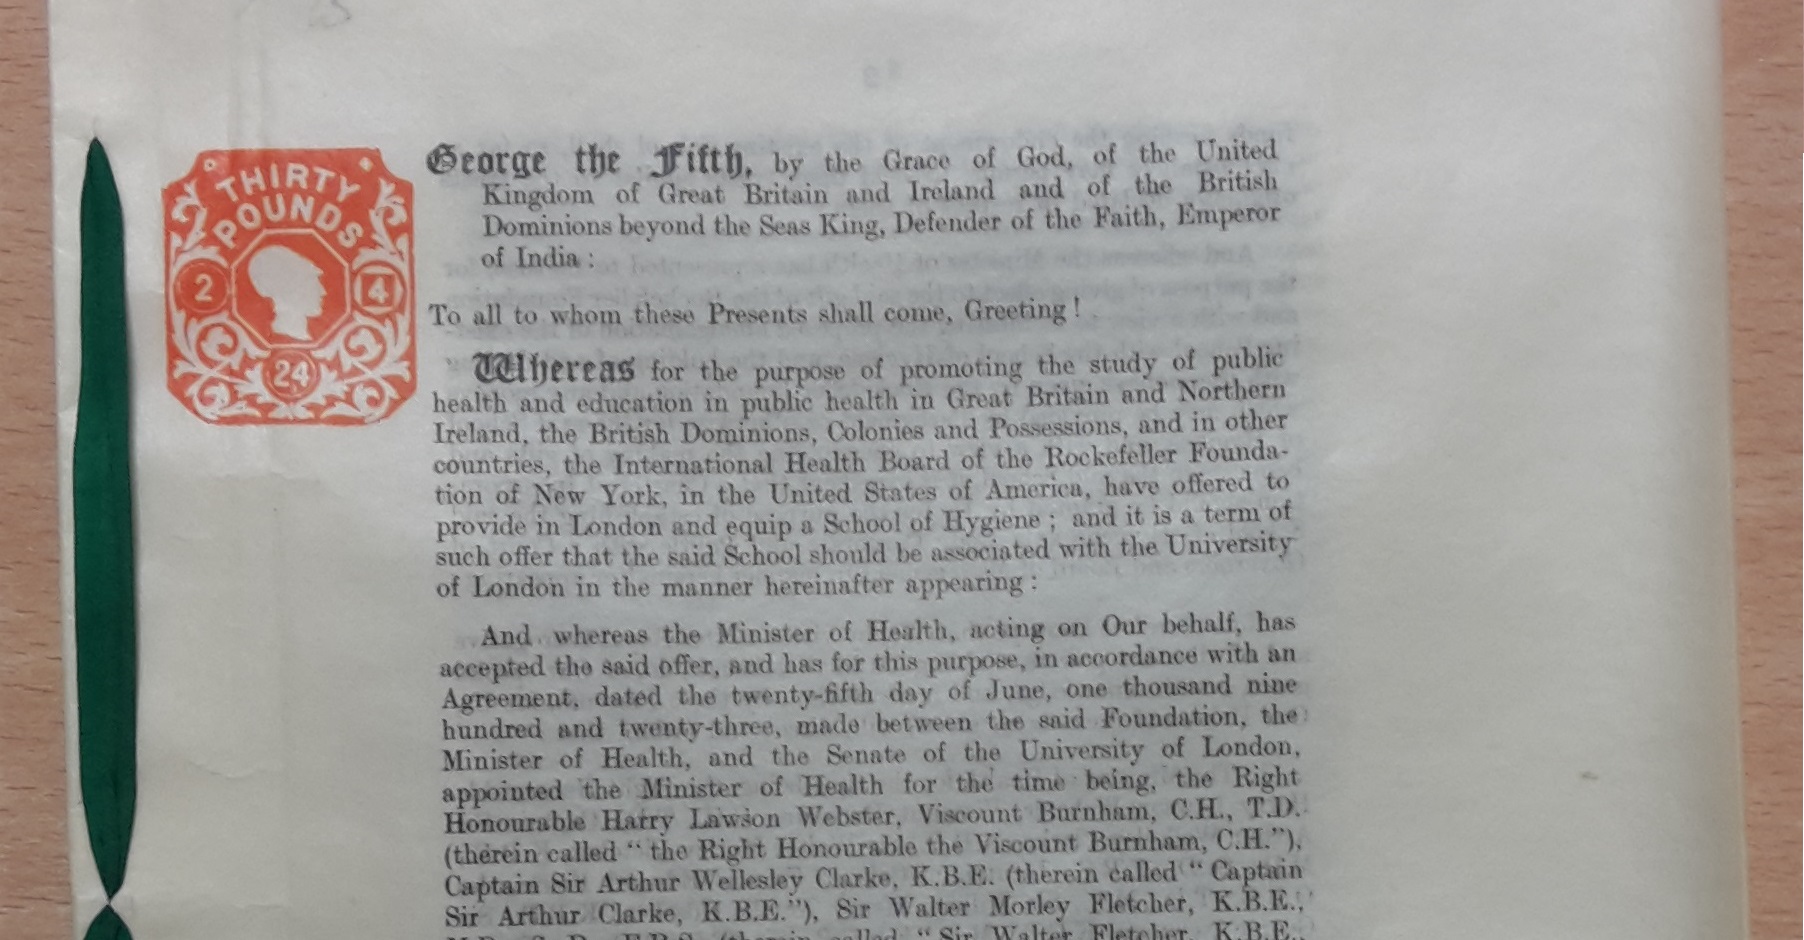 THIRTY
POUNDS
2 14
24
George the Fifth, by the Grace of God, of the United
Kingdom of Great Britain and Ireland and of the British
Dominions beyond the Seas King, Defender of the Faith, Emperor
of India :
To all to whom these Presents shall come, Greeting !
Whereas for the purpose of promoting the study of public
health and education in public health in Great Britain and Northern
Ireland, the British Dominions, Colonies and Possessions, and in other
countries, the International Health Board of the Rockefeller Founda-
tion of New York, in the United States of America, have offered to
provide in London and equip a School of Hygiene ; and it is a term of
such offer that the said School should be associated with the University
of London in the manner hereinafter appearing :
And whereas the Minister of Health, acting on Our behalf, has
accepted the said offer, and has for this purpose, in accordance with an
Agreement, dated the twenty-fifth day of June, one thousand nine
hundred and twenty-three, made between the said Foundation, the
Minister of Health, and the Senate of the University of London,
appointed the Minister of Health for the time being, the Right
Honourable Harry Lawson Webster, Viscount Burnham, C.H., T.D.
(therein called “ the Right Honourable the Viscount Burnham, C.H.”),
Captain Sir Arthur Wellesley Clarke, K.B.E. (therein called “ Captain
Sir Arthur Clarke, K.B.E.”), Sir Walter Morley Fletcher, K.B.E.,
(therein called “ Sir Walter Fletcher, K.B.E.,